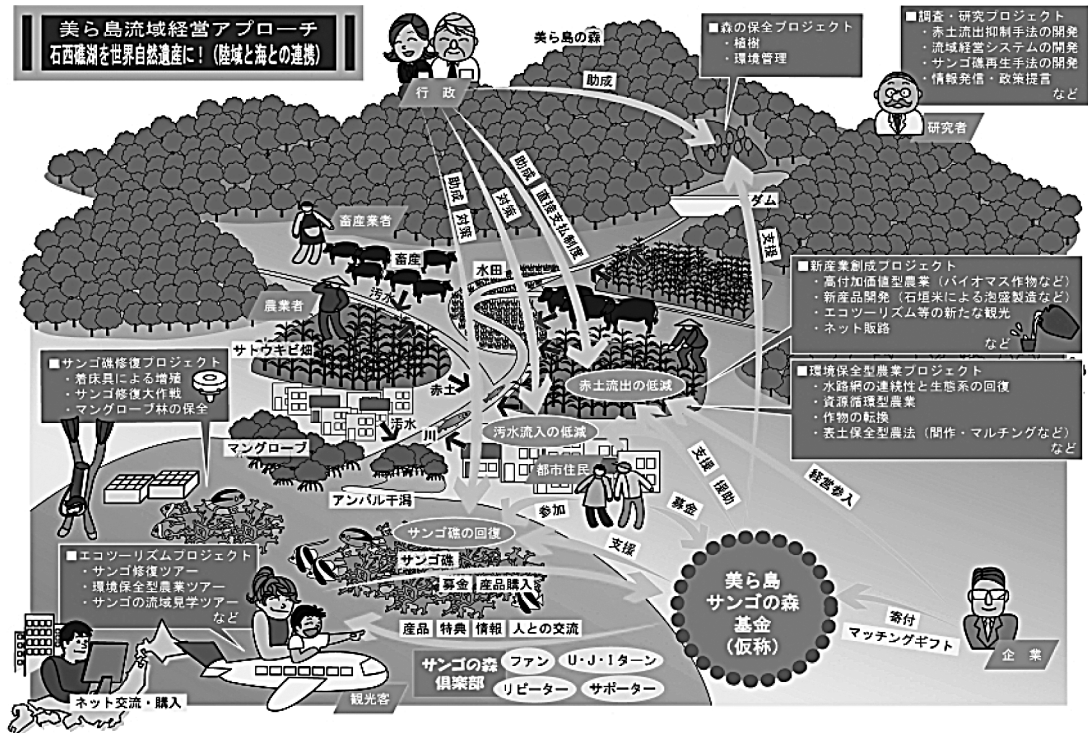 美ら島流域経営アプローチ
石西礁湖を世界自然遺産に！（陸域と海との連携）
行 政
美ら島の森
■森の保全プロジェクト
・植樹
・環境管理
■調査・研究プロジェクト
・赤土流出抑制手法の開発
・流域経営システムの開発
・サンゴ礁再生手法の開発
・情報発信・政策提言
など
研究者
助成
ダム
助成 対策
対策
助成 直接支払制度
支援
畜産業者
畜産
水田
汚水
農業者
サトウキビ畑
■新産業創成プロジェクト
・高付加価値型農業（バイオマス作物など）
・新産品開発（石垣米による泡盛製造など）
・エコツーリズム等の新たな観光
・ネット販路
など
■サンゴ礁修復プロジェクト
・着床具による増殖
・サンゴ修復大作戦
・マングローブ林の保全
赤土
赤土流出の低減
■環境保全型農業プロジェクト
・水路網の連続性と生態系の回復
・資源循環型農業
・作物の転換
・表土保全型農法（間作・マルチングなど）
など
汚水
川
汚水流入の低減
マングローブ
都市住民
アンパル干潟
支援 援助
経営参入
参加
募金
サンゴ礁の回復
支援
サンゴ礁
■エコツーリズムプロジェクト
・サンゴ修復ツアー
・環境保全型農業ツアー
・サンゴの流域見学ツアー
など
募金 産品購入
美ら島
サンゴの森
基金
（仮称）
寄付
マッチングギフト
企 業
産品 特典 情報 人との交流
サンゴの森
倶楽部
ファン
U・J・Iターン
リピーター
サポーター
観光客
ネット交流・購入